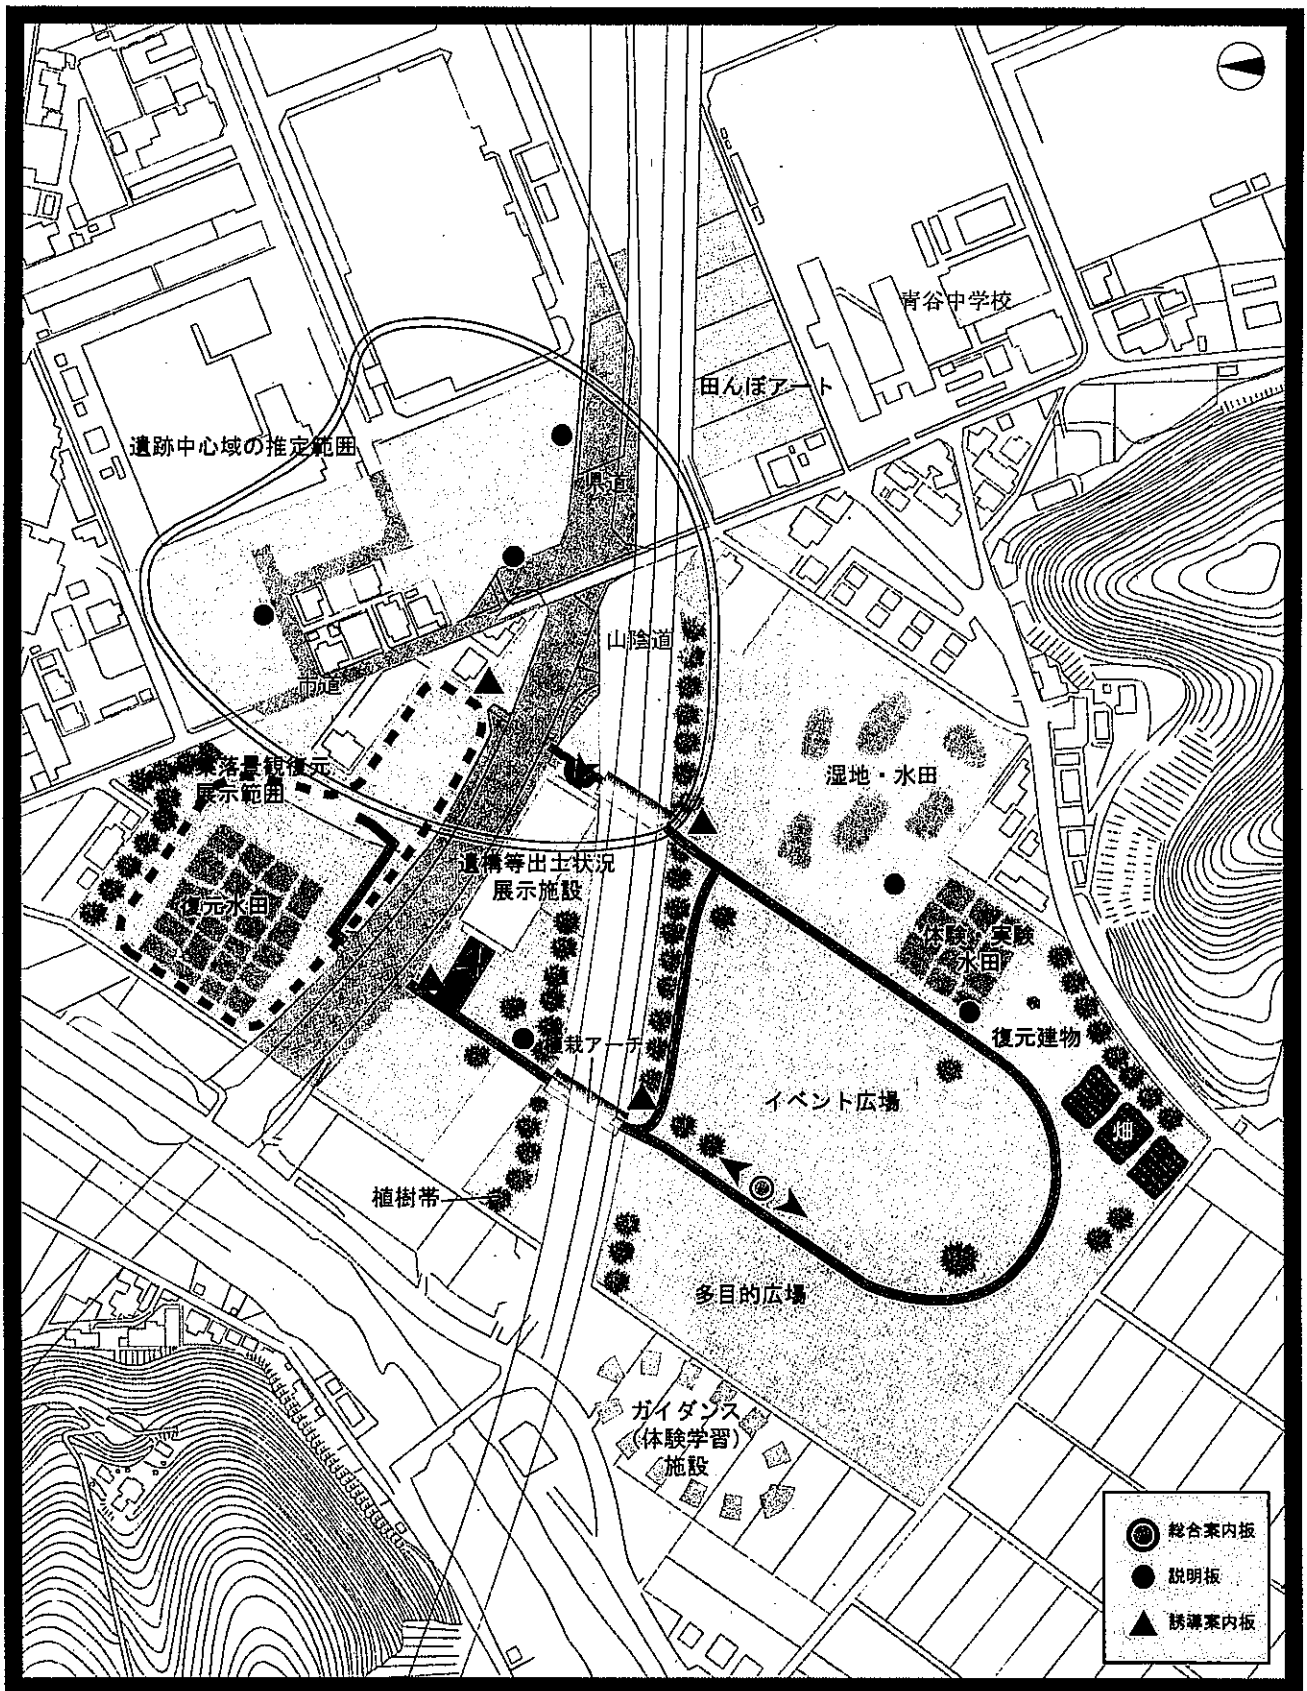 青谷中学校
田んぼアート
遺跡中心域の推定範囲
県道
山陰道
市道
集落景観復元
展示範囲
湿地・水田
遺構等出土状況
展示施設
復元水田
体験・実験
水田
復元建物
植栽アーチ
イベント広場
畑
植樹帯
多目的広場
ガイダンス
(体験学習)
施設
総合案内板
説明板
誘導案内板